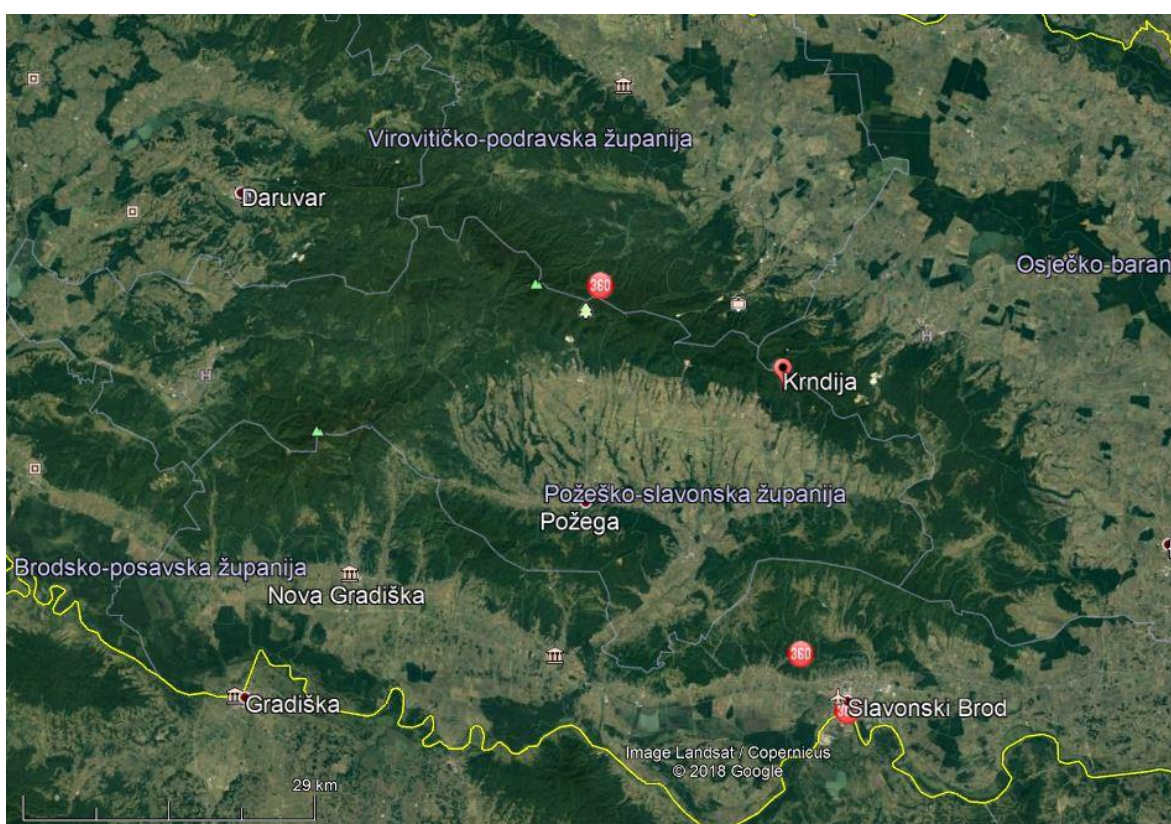 Virovitičko-podravska županija
Daruvar
Osječko-baran
360
Krndija
Požeško-slavonska županija
Požega
Brodsko-posavska županija
Nova Gradiška
360
Gradiška
Slavonski Brod
Image Landsat / Copernicus
© 2018 Google
29 km